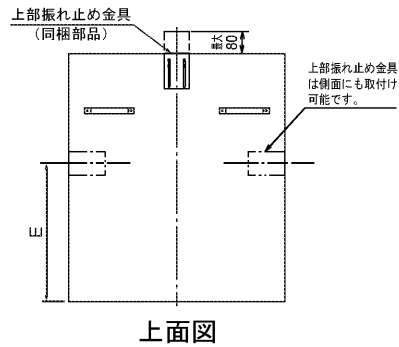 上部振れ止め金具
(同梱部品)
最大
80
上部振れ止め金具
は側面にも取付け
可能です。
E
上面図